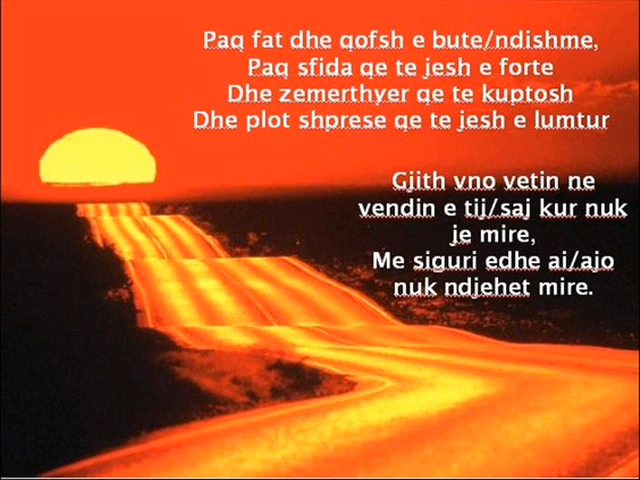 Paq fat dhe qofsh e bute/ndishme,
Paq sfida qe te jesh e forte
Dhe zemerthyer qe te kuptosh
Dhe plot shprese qe te jesh e lumtur
Gjith vno vetin ne
vendin e tij/saj kur nuk
je mire,
Me siguri edhe ai/ajo
nuk ndjehet mire.